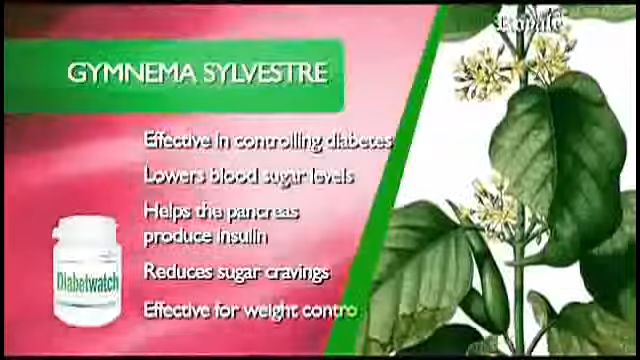 Royale
GYMNEMA SYLVESTRE
Effective in controlling diabetes
Lowers blood sugar levels
Helps the pancreas
produce insulin
Reduces sugar cravings
Effective for weight contro
Diabetwatch